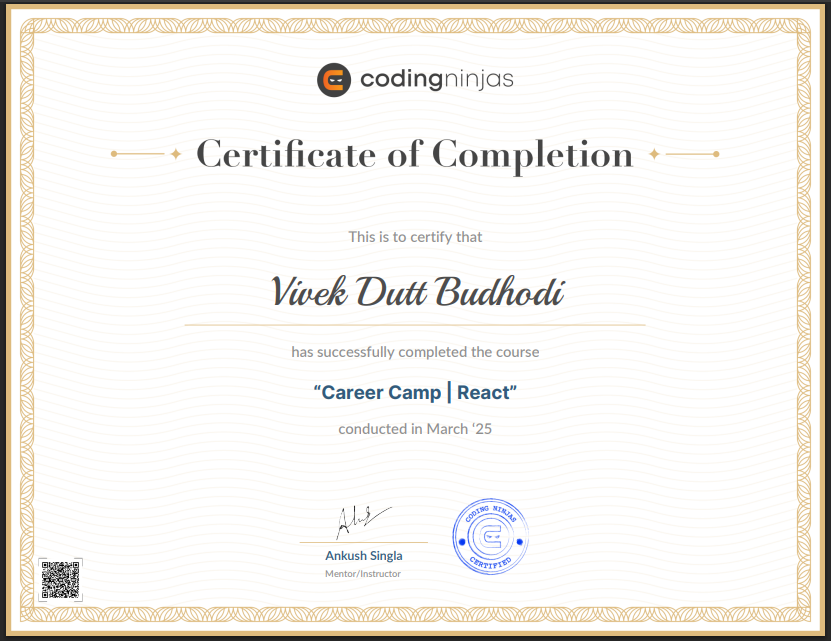 codingninjas
Certificate of Completion
This is to certify that
Vivek Dutt Budhodi
has successfully completed the course
“Career Camp | React”
conducted in March ‘25
CODING NINJAS
CERTIFIED
Ankush Singla
Mentor/Instructor